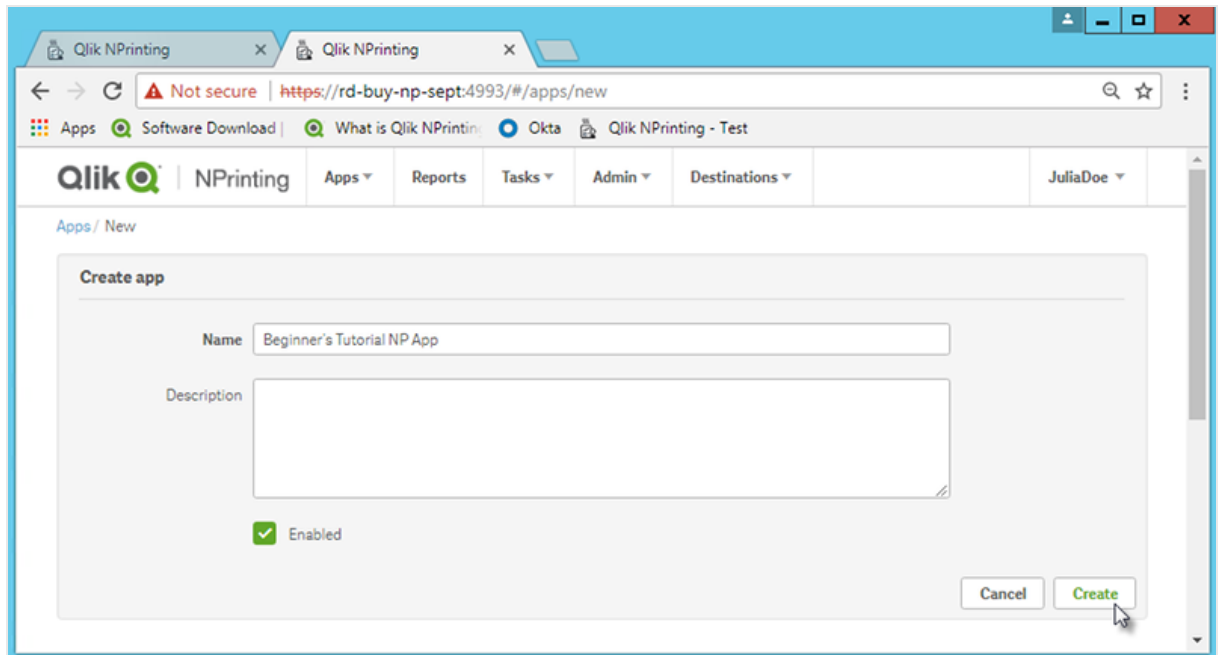 Qlik NPrinting Qlik NPrinting
Not secure | https://rd-buy-np-sept:4993/#/apps/new
Apps Software Download | What is Qlik NPrinting Okta Qlik NPrinting - Test
Qlik NPrinting Apps Reports Tasks Admin Destinations JuliaDoe
Apps / New
Create app
Name Beginner's Tutorial NP App
Description
Enabled
Cancel Create